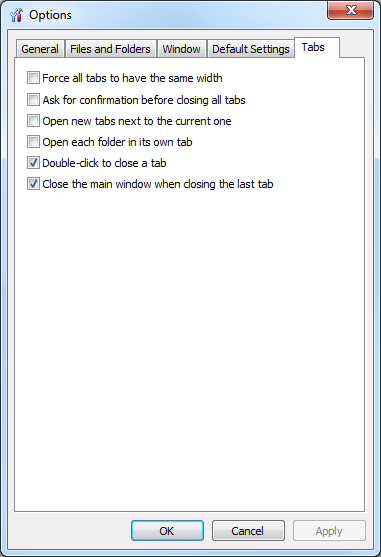 Options
General Files and Folders Window Default Settings Tabs
Force all tabs to have the same width
Ask for confirmation before closing all tabs
Open new tabs next to the current one
Open each folder in its own tab
Double-click to close a tab
Close the main window when closing the last tab
OK Cancel Apply